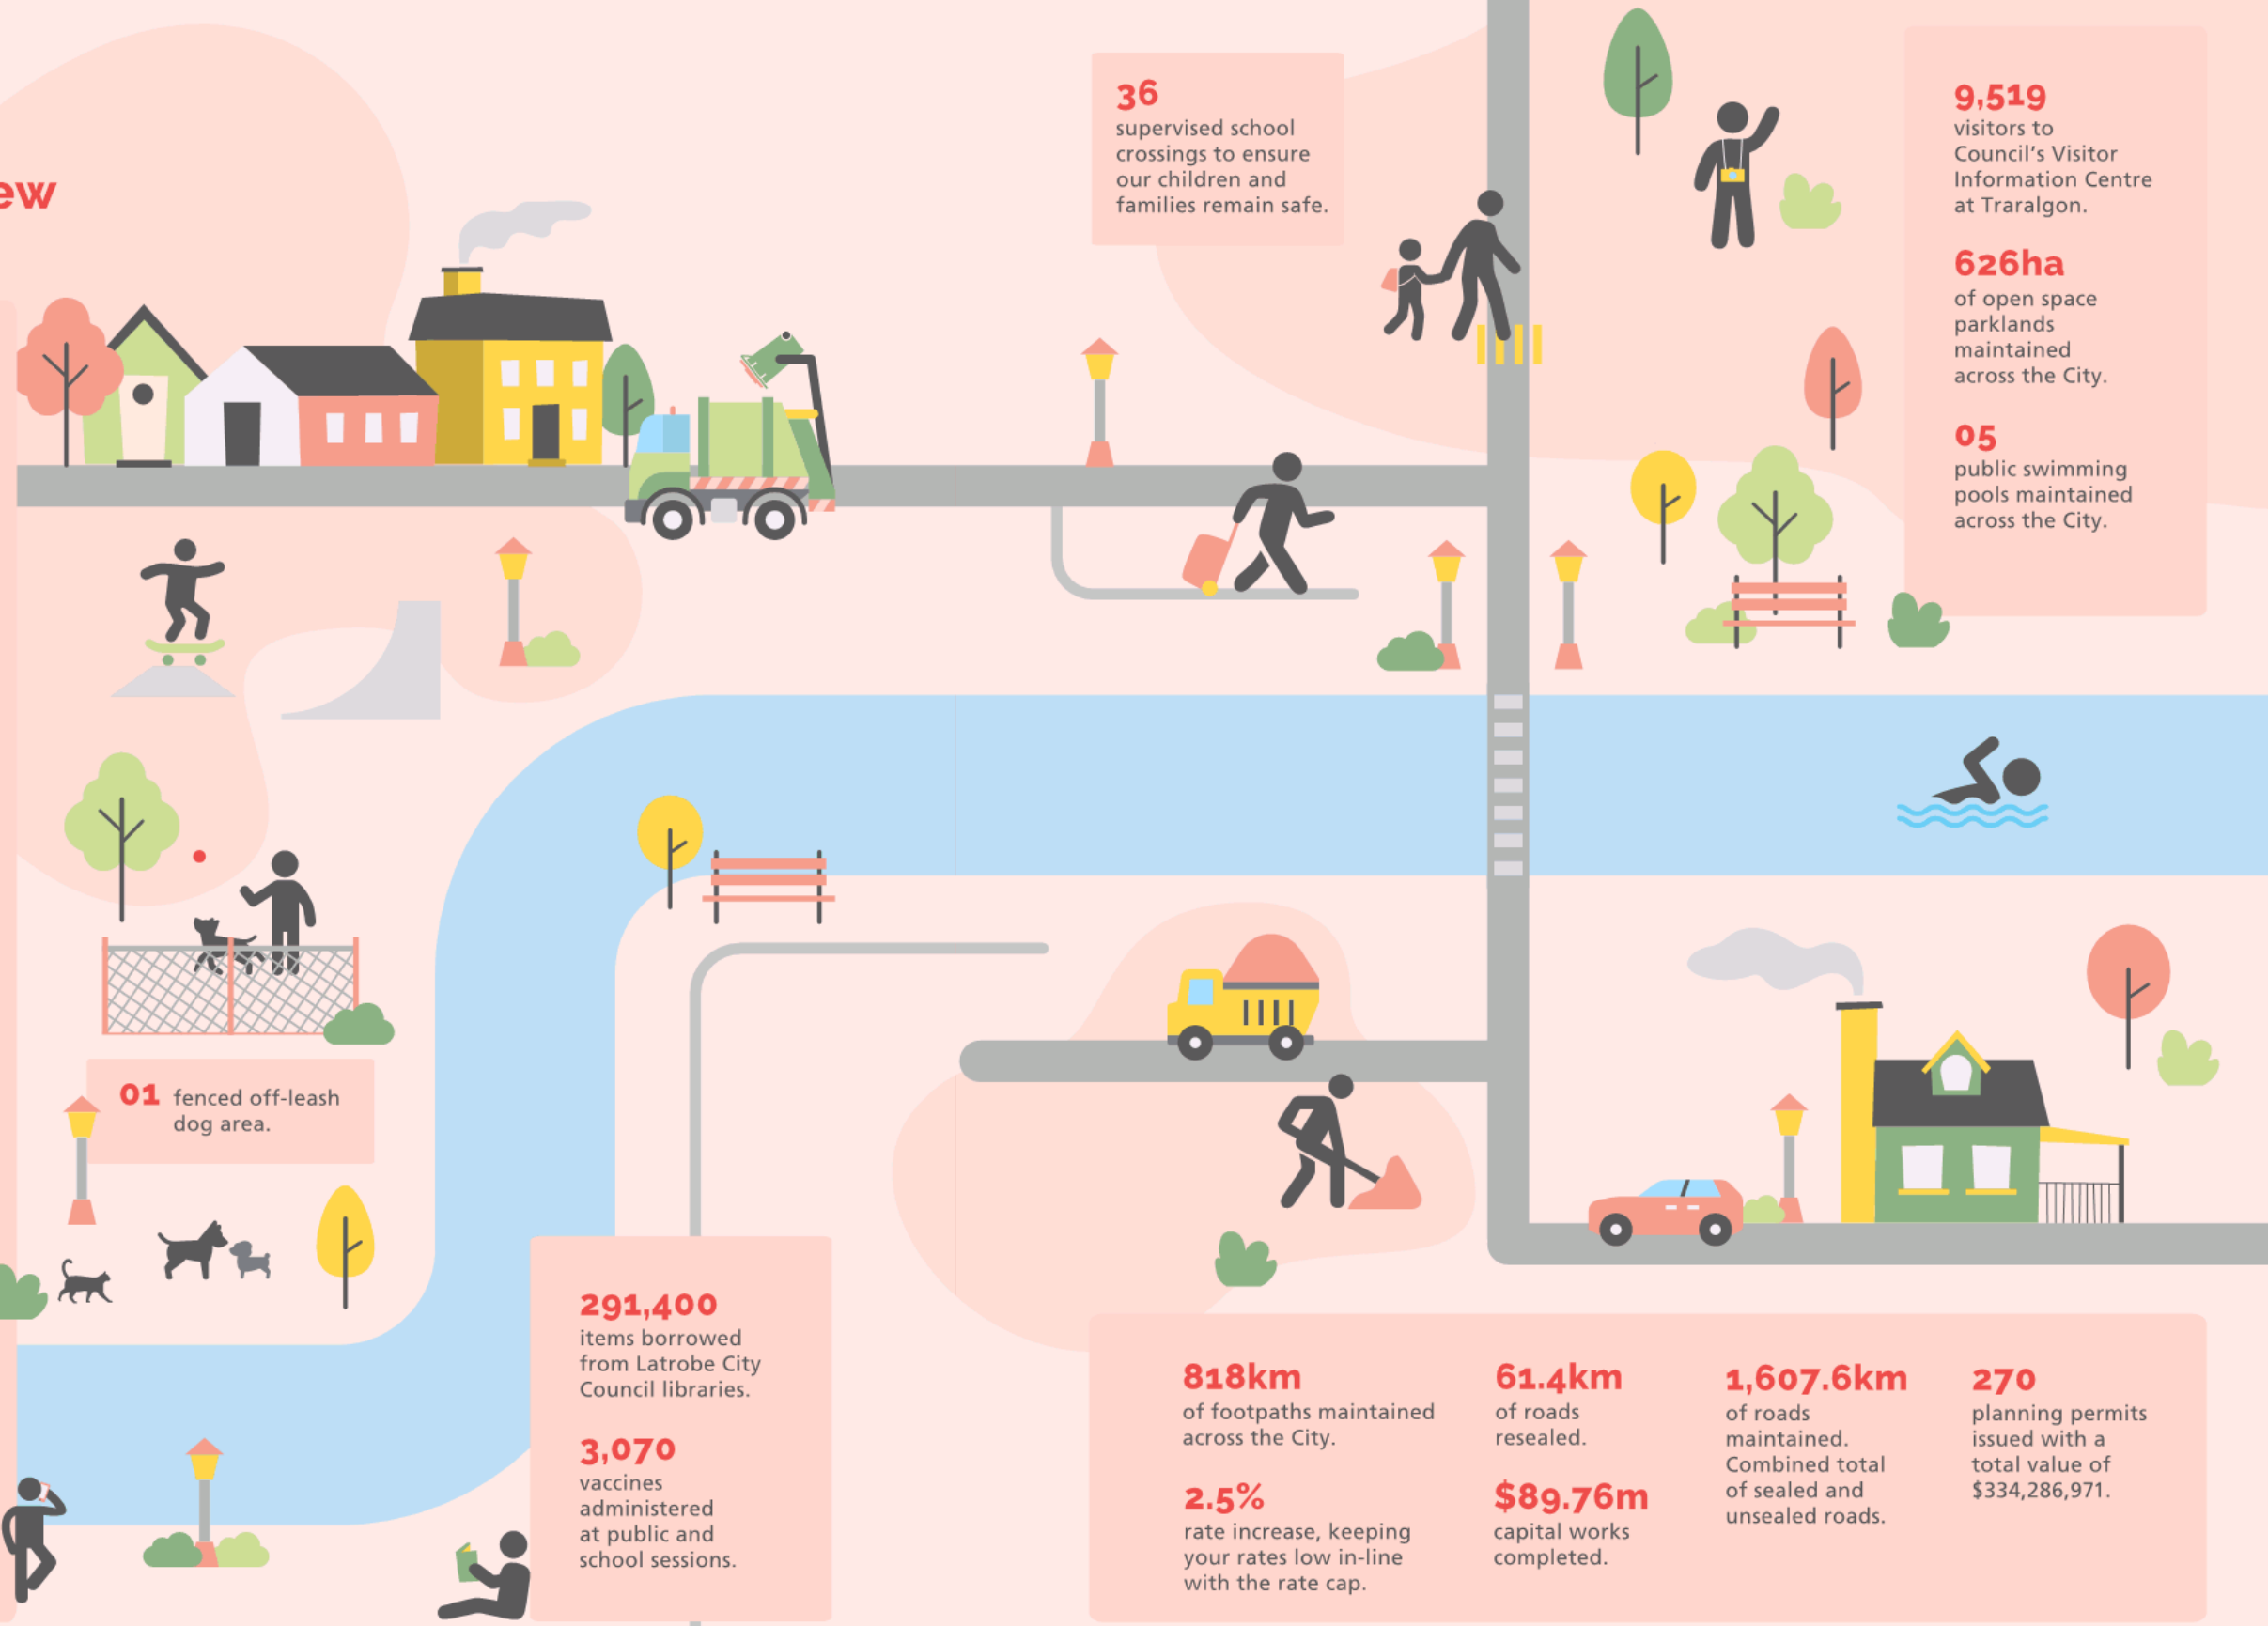 ew
36
supervised school
crossings to ensure
our children and
families remain safe.
9,519
visitors to
Council's Visitor
Information Centre
at Traralgon.
626ha
of open space
parklands
maintained
across the City.
05
public swimming
pools maintained
across the City.
01 fenced off-leash
dog area.
291,400
items borrowed
from Latrobe City
Council libraries.
3,070
vaccines
administered
at public and
school sessions.
818km
of footpaths maintained
across the City.
2.5%
rate increase, keeping
your rates low in-line
with the rate cap.
61.4km
of roads
resealed.
$89.76m
capital works
completed.
1,607.6km
of roads
maintained.
Combined total
of sealed and
unsealed roads.
270
planning permits
issued with a
total value of
$334,286,971.